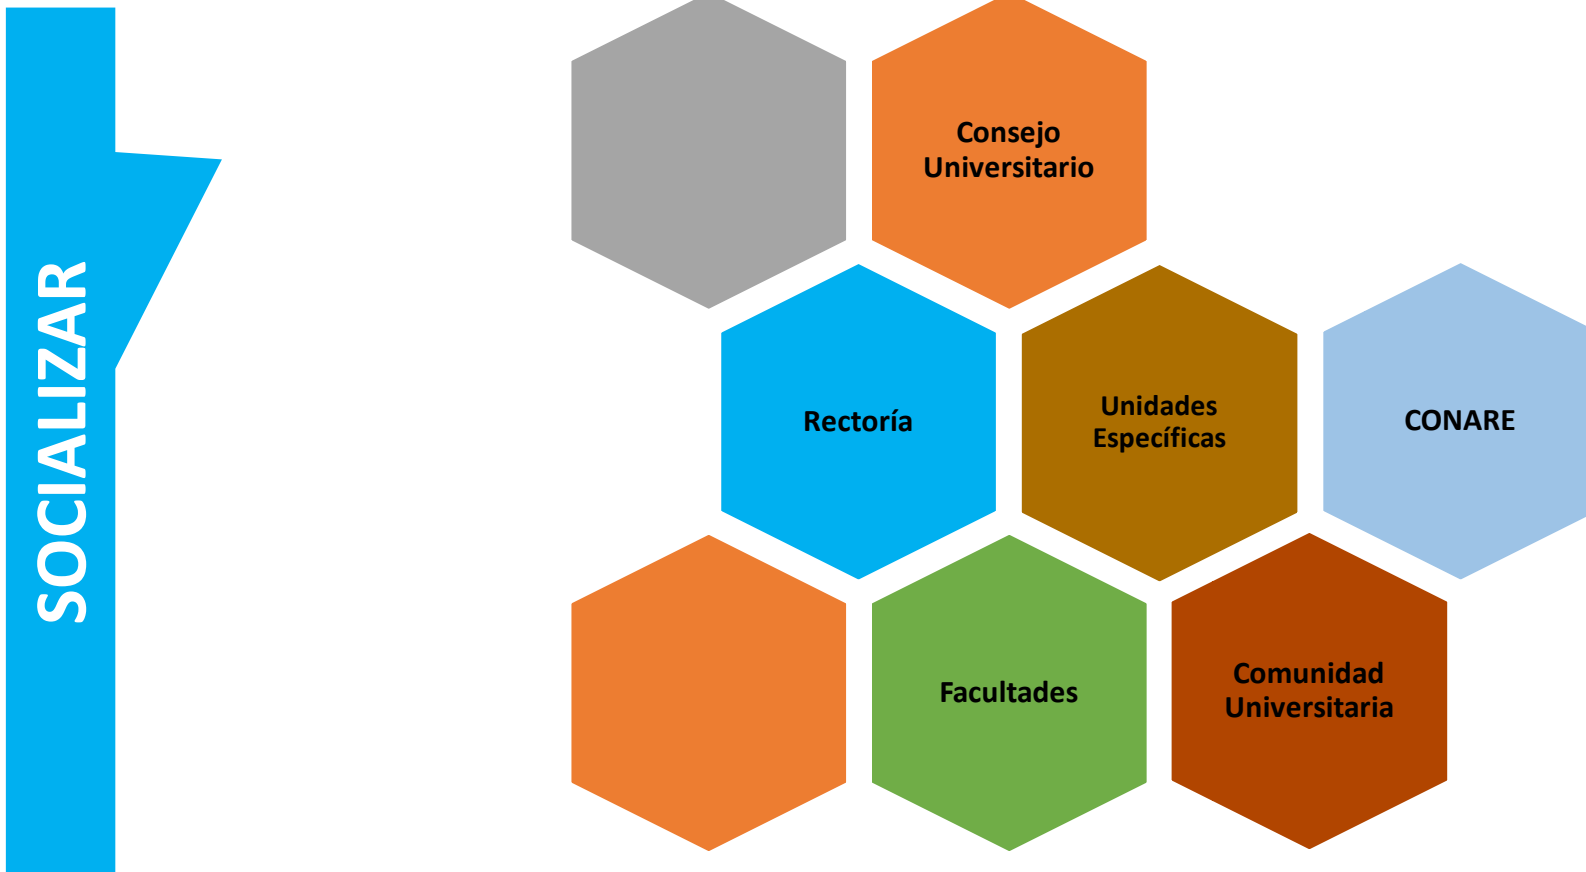 SOCIALIZAR
Consejo
Universitario
Rectoría
Unidades
Específicas
CONARE
Facultades
Comunidad
Universitaria